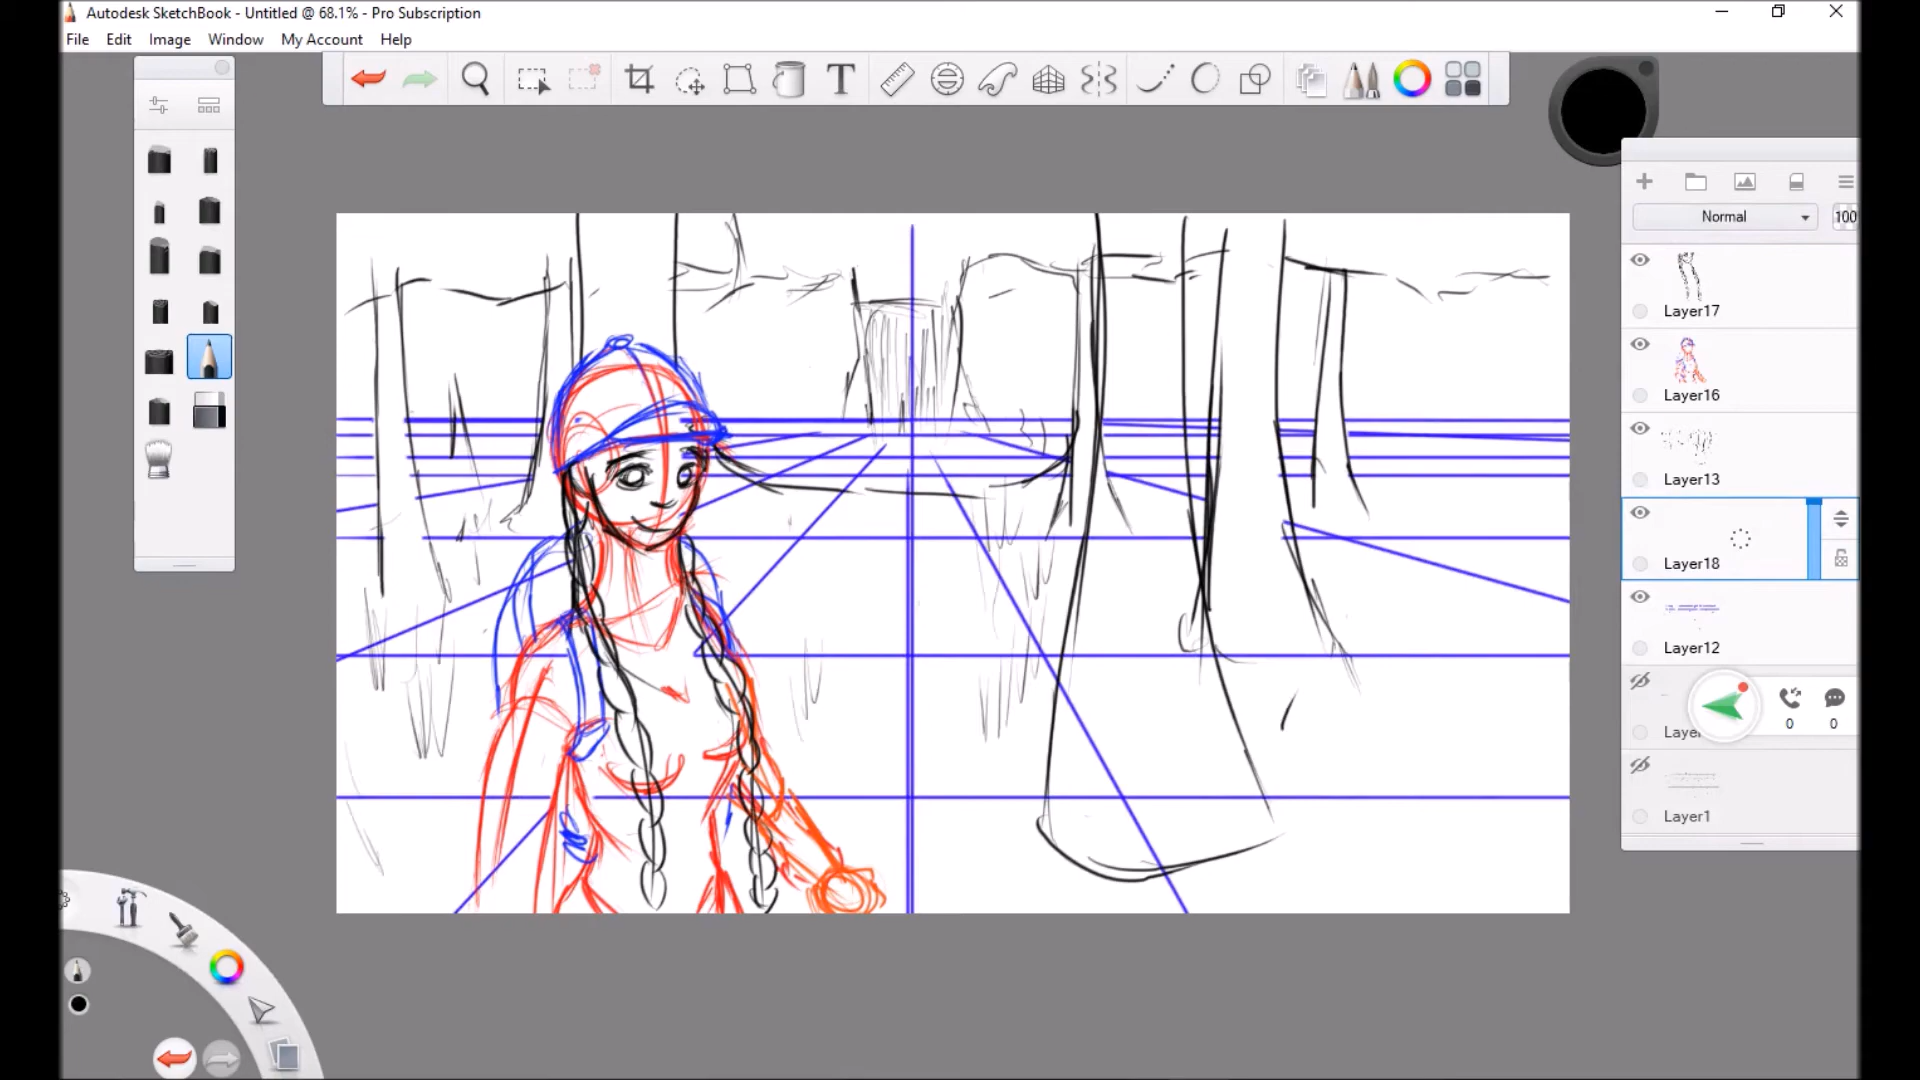 Autodesk SketchBook - Untitled @ 68.1% - Pro Subscription
File Edit Image Window My Account Help
T
Normal 100
Layer17
Layer16
Layer13
Layer18
Layer12
0 0
Layer1